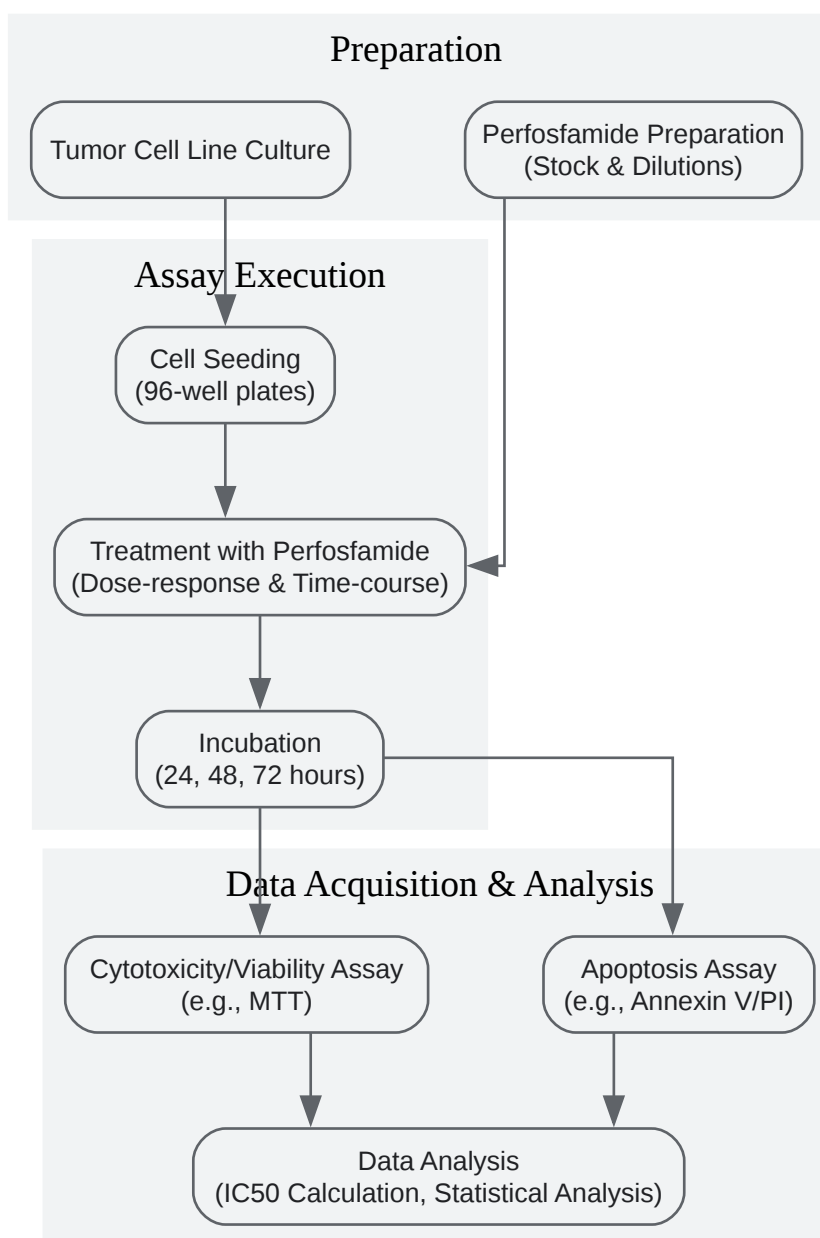 Preparation
Tumor Cell Line Culture
Perfosfamide Preparation
(Stock & Dilutions)
Assay Execution
Cell Seeding
(96-well plates)
Treatment with Perfosfamide
(Dose-response & Time-course)
Incubation
(24, 48, 72 hours)
Data Acquisition & Analysis
Cytotoxicity/Viability Assay
(e.g., MTT)
Apoptosis Assay
(e.g., Annexin V/PI)
Data Analysis
(IC50 Calculation, Statistical Analysis)